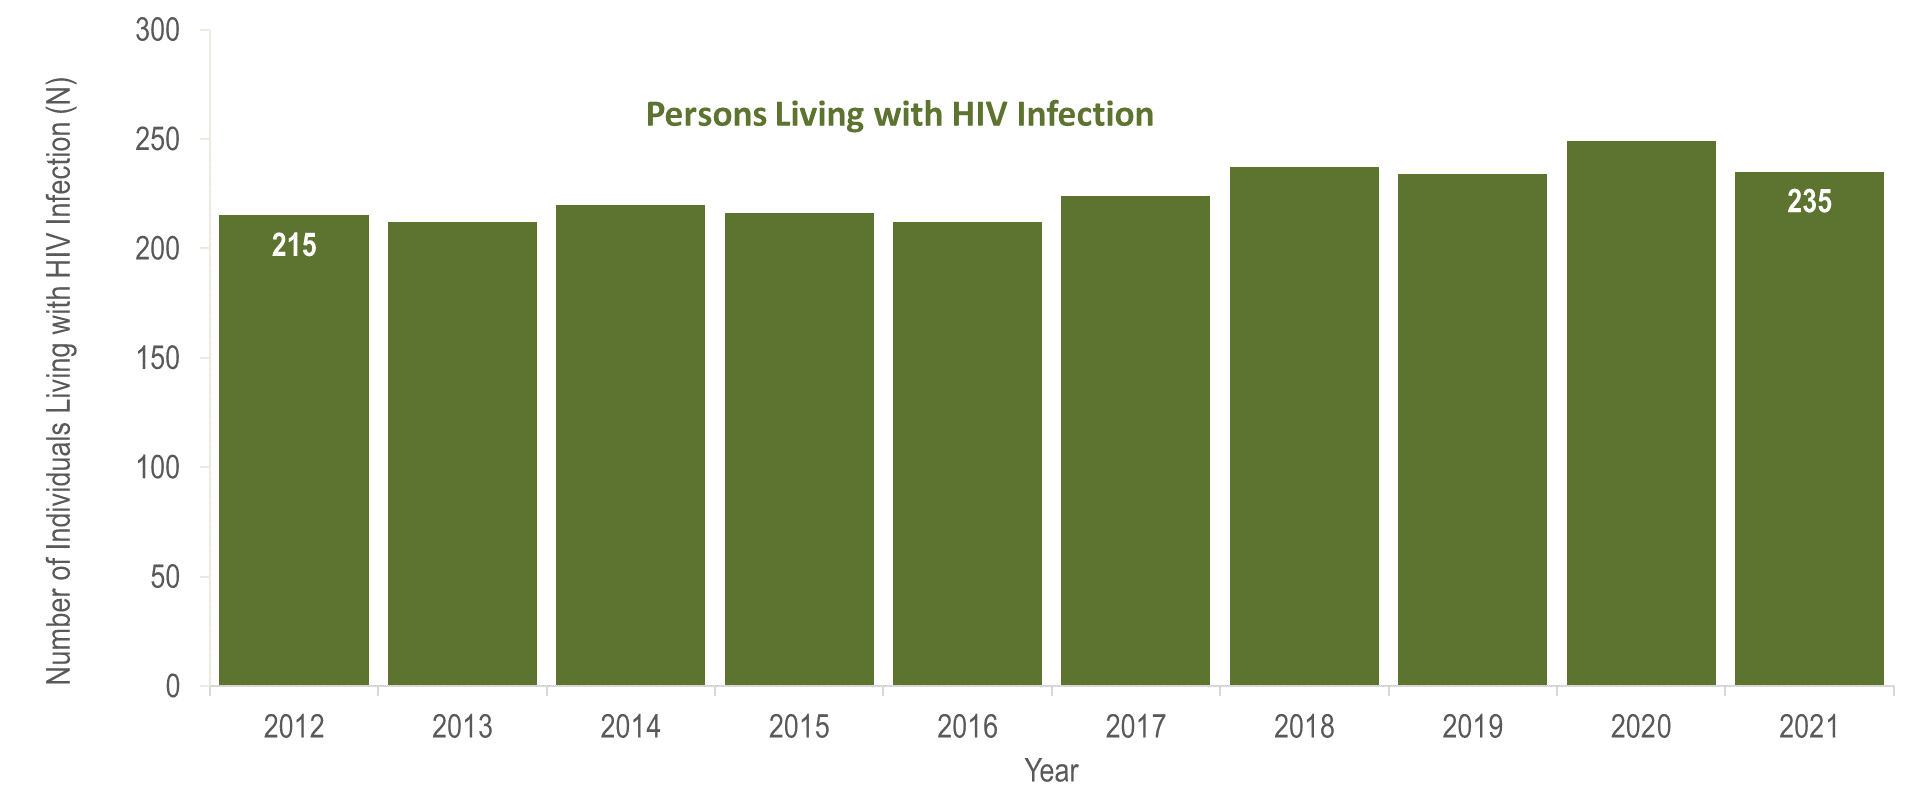 Persons Living with HIV Infection
Number of Individuals Living with HIV Infection (N)
300
250
200
150
100
50
0
215
235
2012 2013 2014 2015 2016 2017 2018 2019 2020 2021
Year